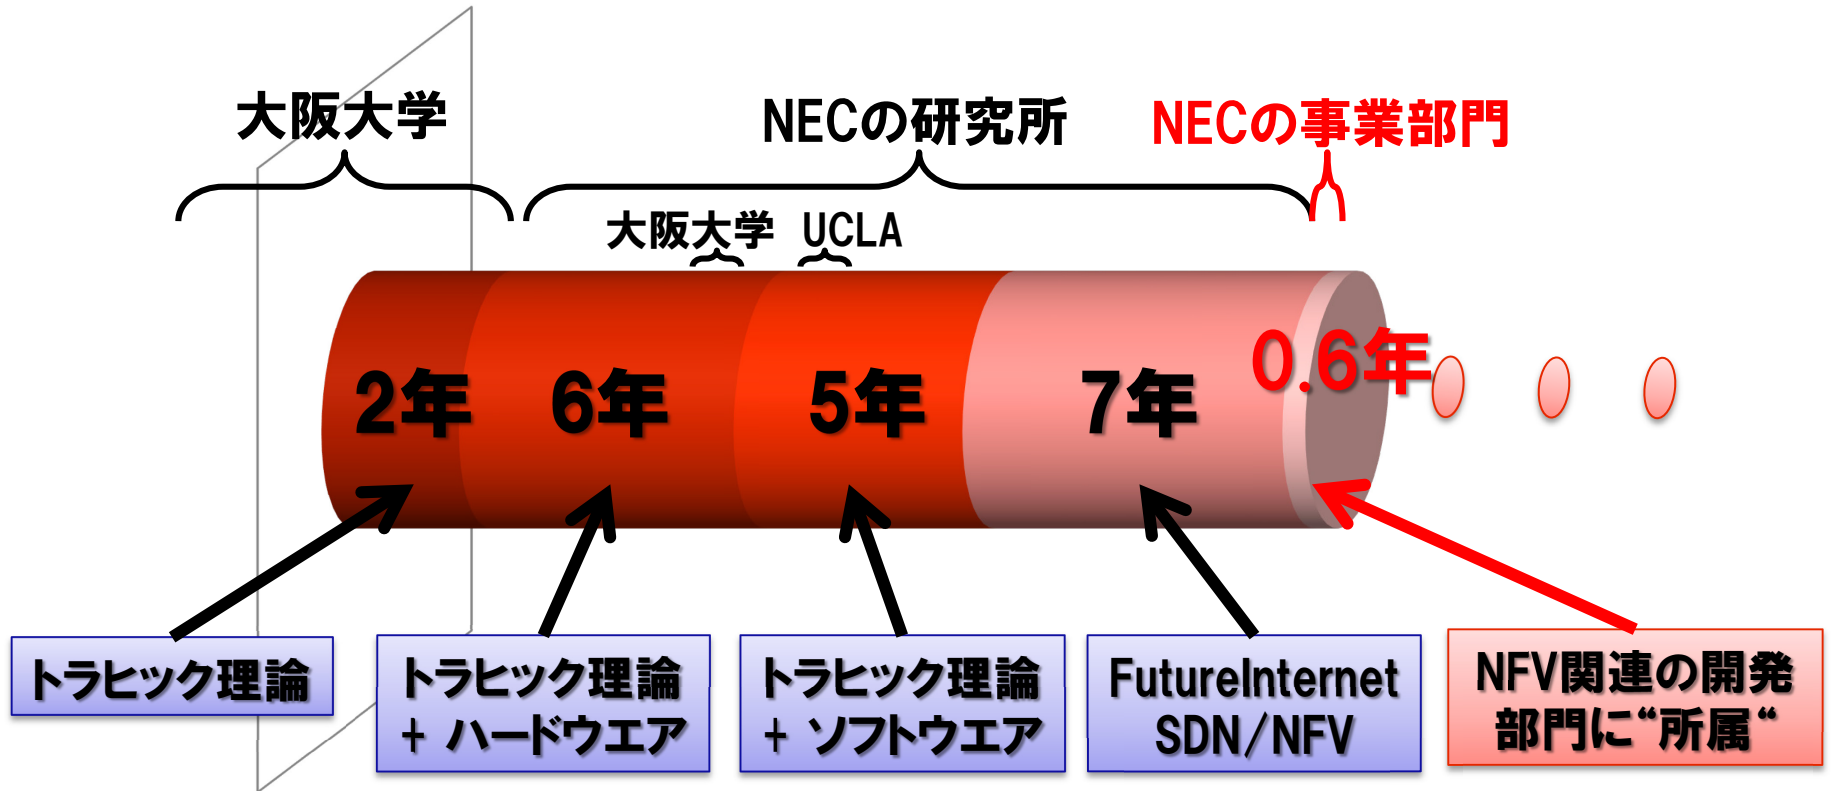 大阪大学
NECの研究所
NECの事業部門
大阪大学
UCLA
2年
6年
5年
7年
0.6年
トラヒック理論
トラヒック理論
+ ハードウエア
トラヒック理論
+ ソフトウエア
FutureInternet
SDN/NFV
NFV関連の開発
部門に“所属“